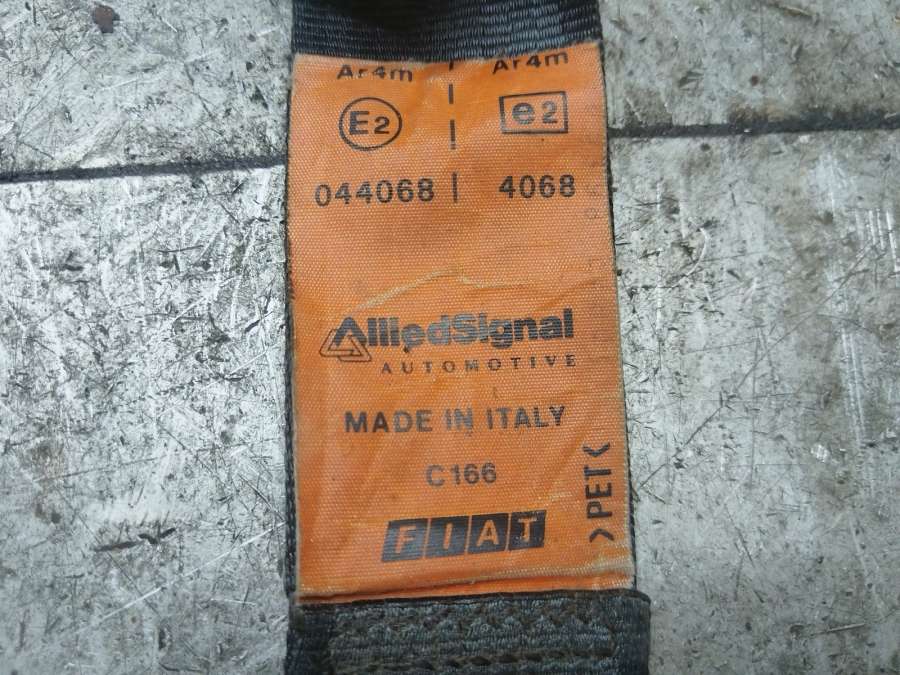 Ar4m | Ar4m
E2 | e2
044068 | 4068
AlliedSignal
AUTOMOTIVE
MADE IN ITALY
C166
>PET<
FIAT